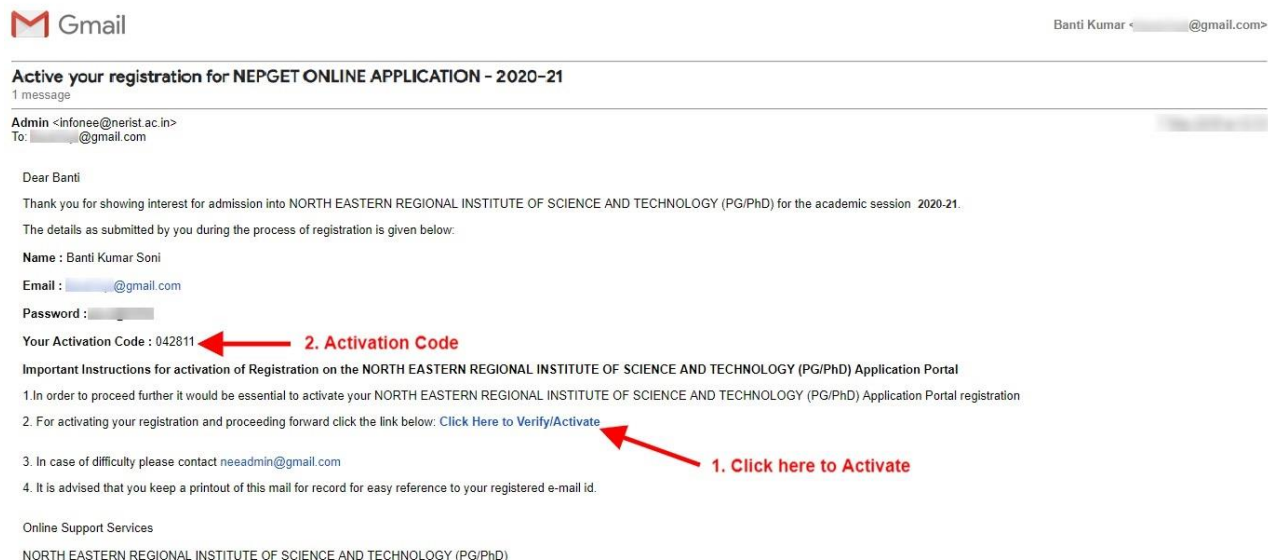 Gmail
Banti Kumar < @gmail.com>
Active your registration for NEPGET ONLINE APPLICATION - 2020-21
1 message
Admin <infonee@nerist.ac.in>
To: @gmail.com
Dear Banti
Thank you for showing interest for admission into NORTH EASTERN REGIONAL INSTITUTE OF SCIENCE AND TECHNOLOGY (PG/PhD) for the academic session 2020-21.
The details as submitted by you during the process of registration is given below:
Name : Banti Kumar Soni
Email : @gmail.com
Password :
Your Activation Code : 042811
2. Activation Code
Important Instructions for activation of Registration on the NORTH EASTERN REGIONAL INSTITUTE OF SCIENCE AND TECHNOLOGY (PG/PhD) Application Portal
1.In order to proceed further it would be essential to activate your NORTH EASTERN REGIONAL INSTITUTE OF SCIENCE AND TECHNOLOGY (PG/PhD) Application Portal registration
2. For activating your registration and proceeding forward click the link below: Click Here to Verify/Activate
1. Click here to Activate
3. In case of difficulty please contact neeadmin@gmail.com
4. It is advised that you keep a printout of this mail for record for easy reference to your registered e-mail id.
Online Support Services
NORTH EASTERN REGIONAL INSTITUTE OF SCIENCE AND TECHNOLOGY (PG/PhD)